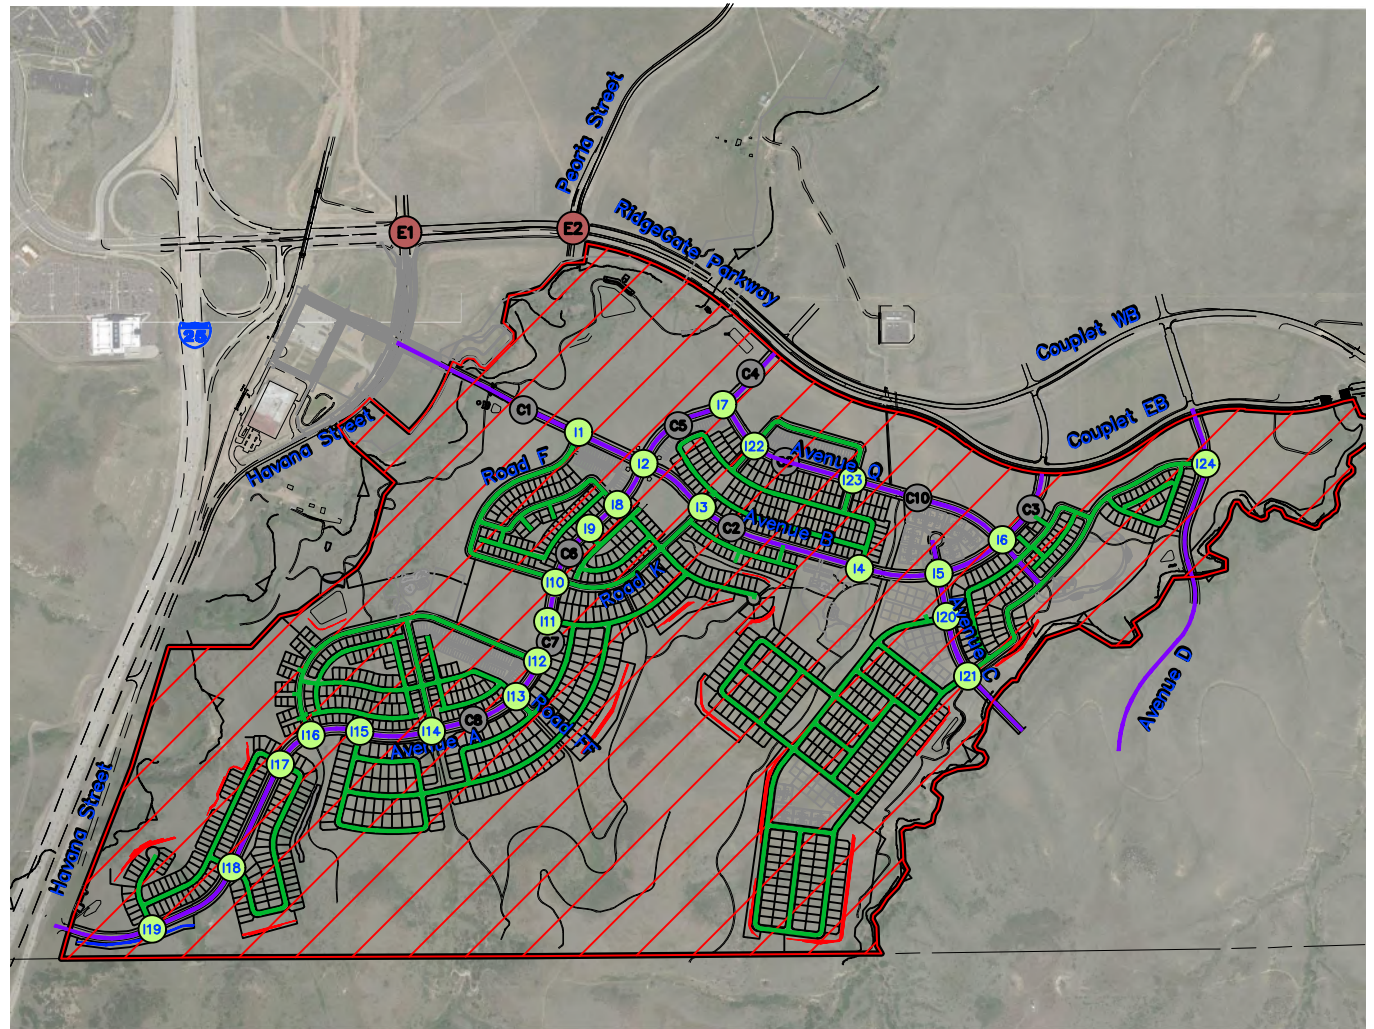 Peoria Street
E1
E2
RidgeGate Parkway
25
Couplet WB
C4
C1
I7
Couplet EB
Havana Street
I1
C5
I22
Avenue Q
I2
Road F
I24
I23
C10
I8
I3
C3
C2
Avenue B
I9
I6
C6
I4
I5
I10
Road K
I20
Avenue C
I11
C7
I12
I21
I13
Avenue D
Road FF
C8
I14
I15
I16
Avenue A
I17
Havana Street
I18
I19